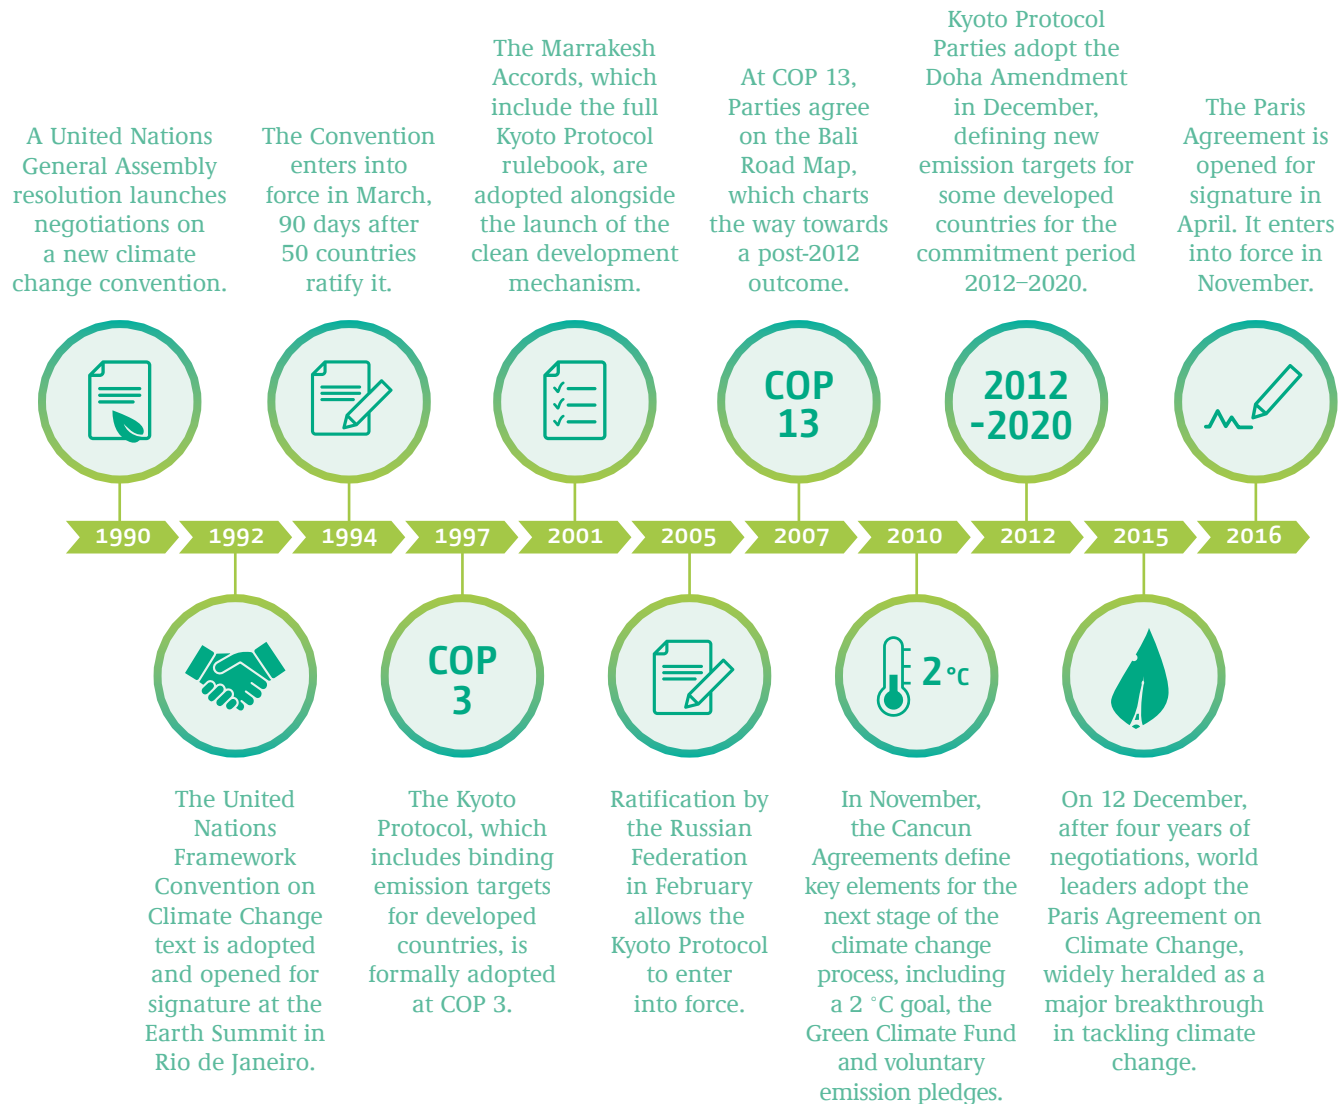 A United Nations
General Assembly
resolution launches
negotiations on
a new climate
change convention.
The Convention
enters into
force in March,
90 days after
50 countries
ratify it.
The Marrakesh
Accords, which
include the full
Kyoto Protocol
rulebook, are
adopted alongside
the launch of the
clean development
mechanism.
At COP 13,
Parties agree
on the Bali
Road Map,
which charts
the way towards
a post-2012
outcome.
Kyoto Protocol
Parties adopt the
Doha Amendment
in December,
defining new
emission targets for
some developed
countries for the
commitment period
2012–2020.
The Paris
Agreement is
opened for
signature in
April. It enters
into force in
November.
COP
13
2012
-2020
1990
1992
1994
1997
2001
2005
2007
2010
2012
2015
2016
COP
3
2 °C
The United
Nations
Framework
Convention on
Climate Change
text is adopted
and opened for
signature at the
Earth Summit in
Rio de Janeiro.
The Kyoto
Protocol, which
includes binding
emission targets
for developed
countries, is
formally adopted
at COP 3.
Ratification by
the Russian
Federation
in February
allows the
Kyoto Protocol
to enter
into force.
In November,
the Cancun
Agreements define
key elements for the
next stage of the
climate change
process, including
a 2 °C goal, the
Green Climate Fund
and voluntary
emission pledges.
On 12 December,
after four years of
negotiations, world
leaders adopt the
Paris Agreement on
Climate Change,
widely heralded as a
major breakthrough
in tackling climate
change.